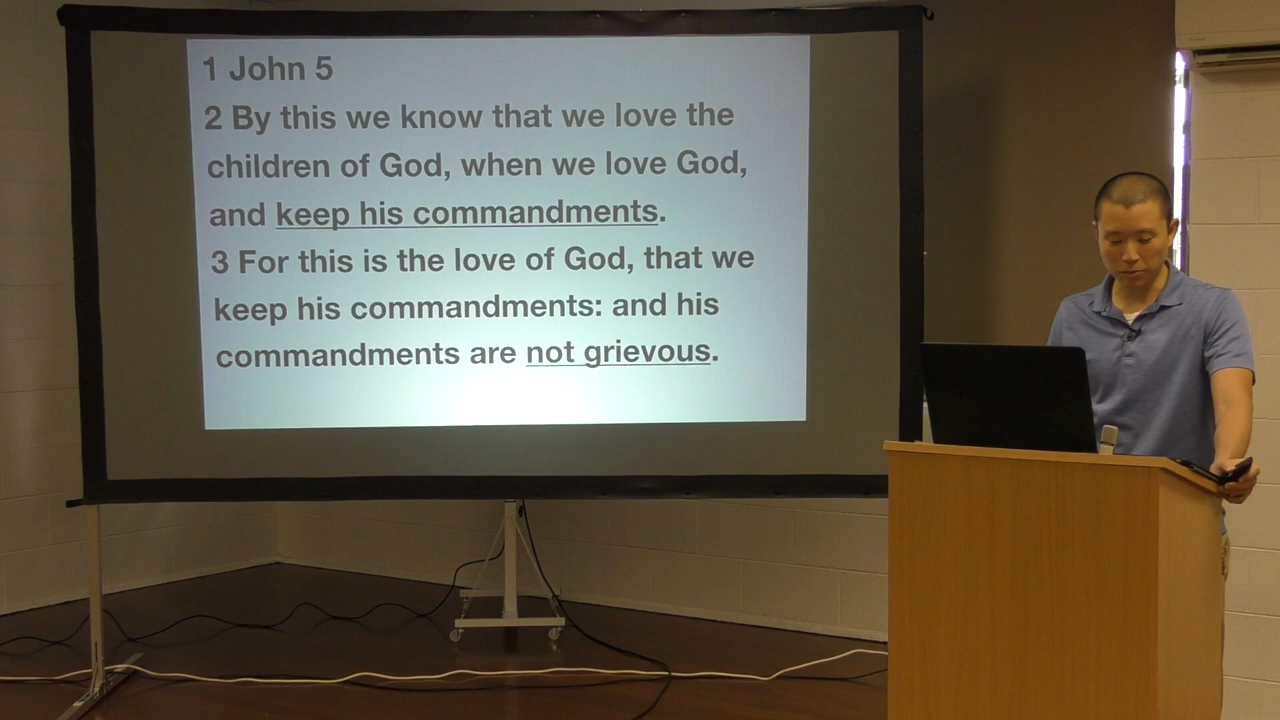 1 John 5
2 By this we know that we love the
children of God, when we love God,
and keep his commandments.
3 For this is the love of God, that we
keep his commandments: and his
commandments are not grievous.